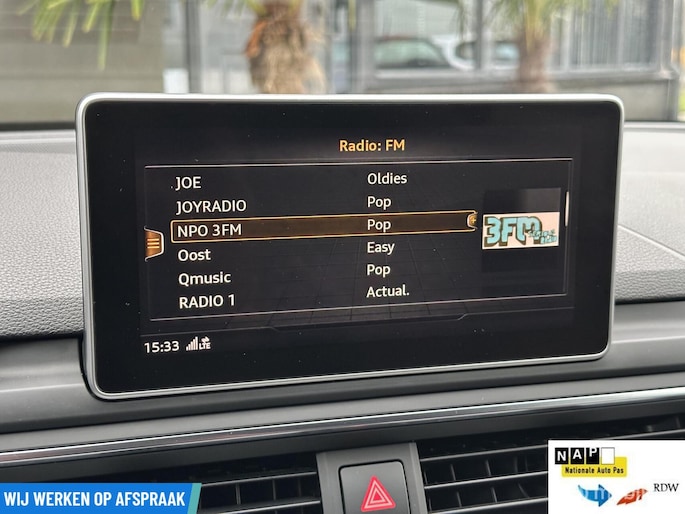 Radio: FM
JOE Oldies
JOYRADIO Pop
NPO 3FM Pop
Oost Easy
Qmusic Pop
RADIO 1 Actual.
3FM
15:33 LTE
WIJ WERKEN OP AFSPRAAK
NAP
Nationale Auto Pas
RDW